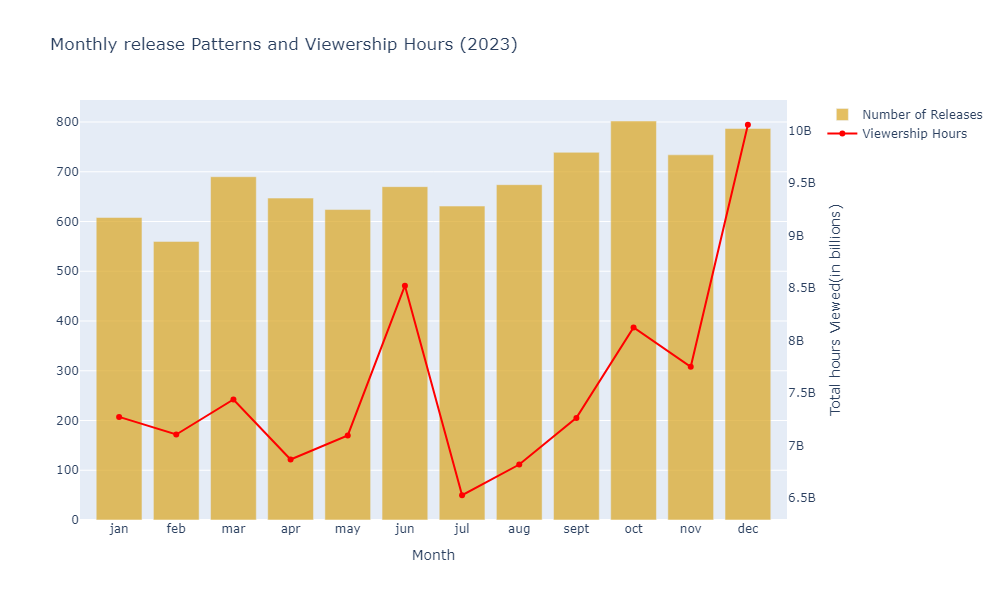 Monthly release Patterns and Viewership Hours (2023)
Number of Releases
Viewership Hours
800
700
600
500
400
300
200
100
0
10B
9.5B
9B
8.5B
8B
7.5B
7B
6.5B
Total hours Viewed(in billions)
jan feb mar apr may jun jul aug sept oct nov dec
Month